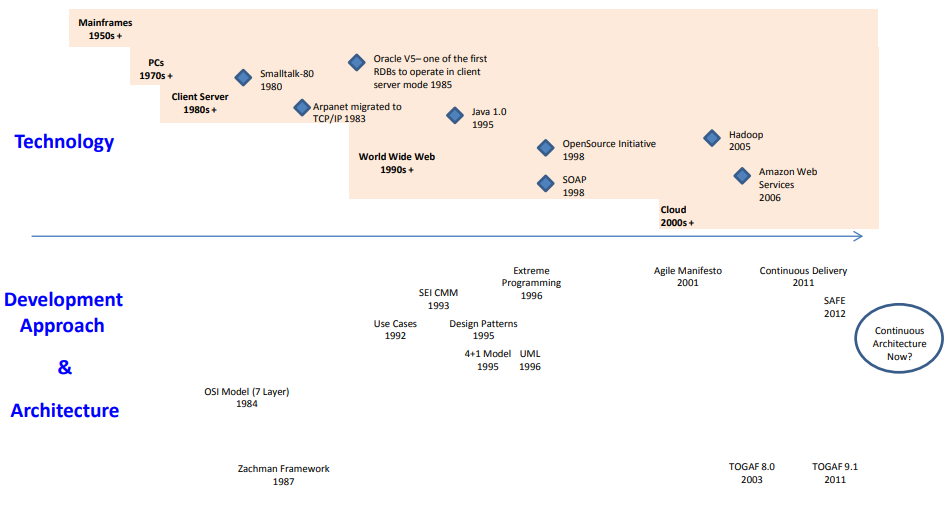 Mainframes
1950s +
PCs
1970s +
Smalltalk-80
1980
Oracle V5– one of the first
RDBs to operate in client
server mode 1985
Client Server
1980s +
Arpanet migrated to
TCP/IP 1983
Java 1.0
1995
Technology
World Wide Web
1990s +
OpenSource Initiative
1998
SOAP
1998
Hadoop
2005
Amazon Web
Services
2006
Cloud
2000s +
Development
Approach
&
Architecture
Extreme
Programming
1996
Agile Manifesto
2001
Continuous Delivery
2011
SEI CMM
1993
SAFE
2012
Use Cases
1992
Design Patterns
1995
Continuous
Architecture
Now?
4+1 Model
1995
UML
1996
OSI Model (7 Layer)
1984
Zachman Framework
1987
TOGAF 8.0
2003
TOGAF 9.1
2011